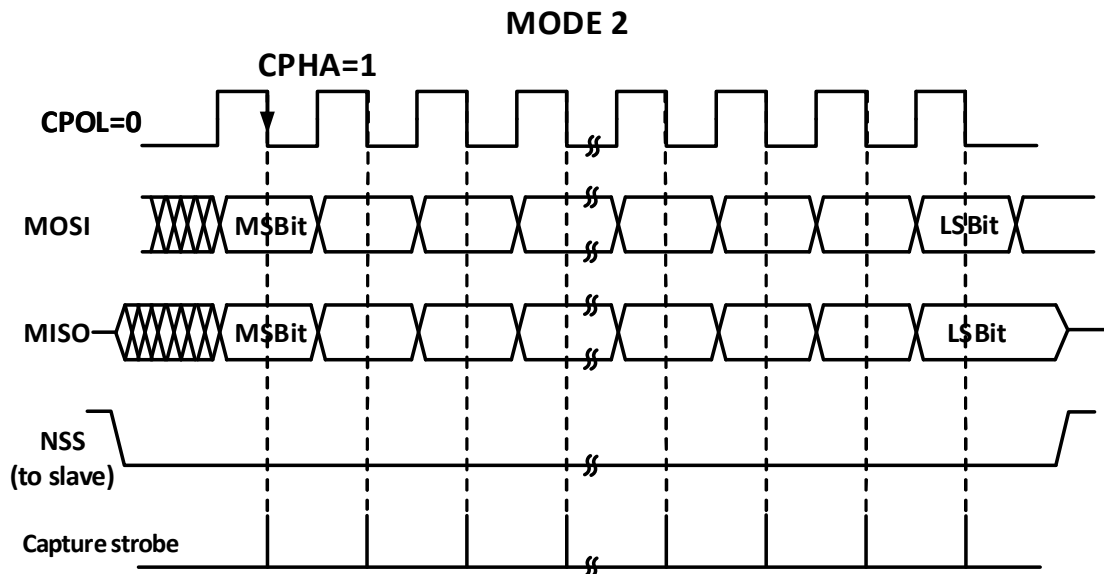 MODE 2
CPHA=1
CPOL=0
MOSI
MSBit
LSBit
MISO
MSBit
LSBit
NSS
(to slave)
Capture strobe